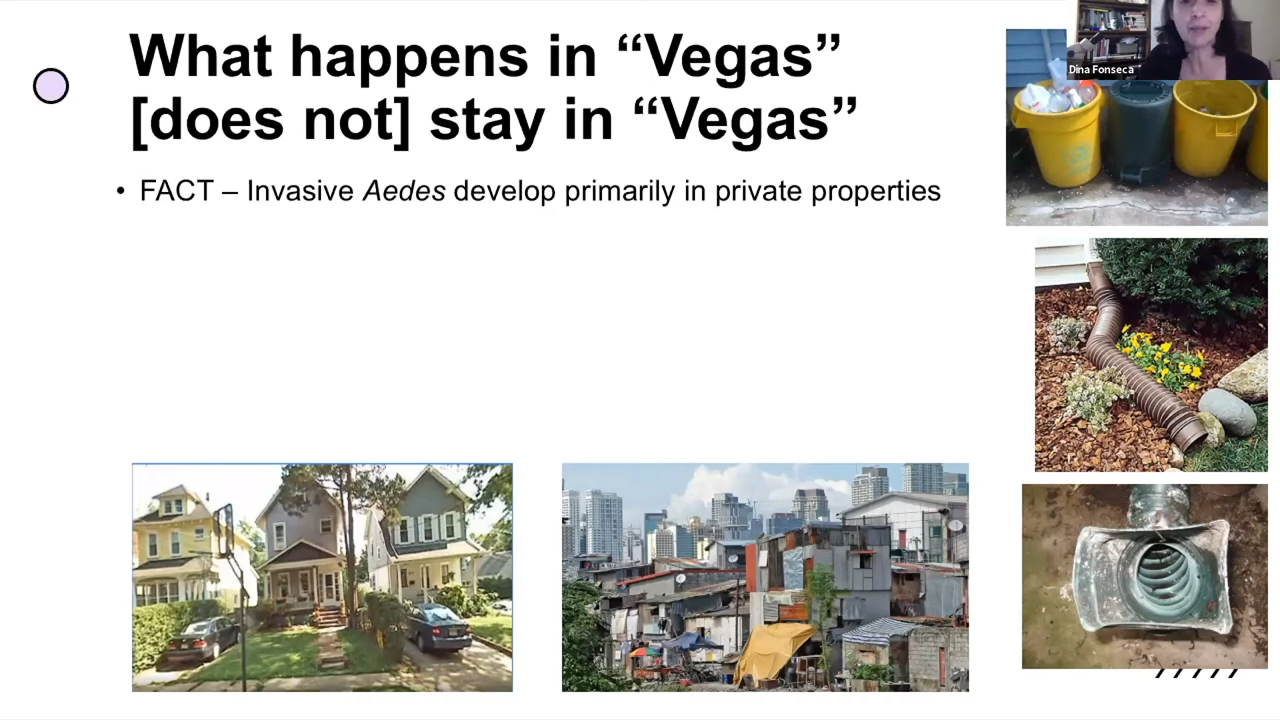 What happens in “Vegas”
[does not] stay in “Vegas”
• FACT – Invasive Aedes develop primarily in private properties
Dina Fonseca